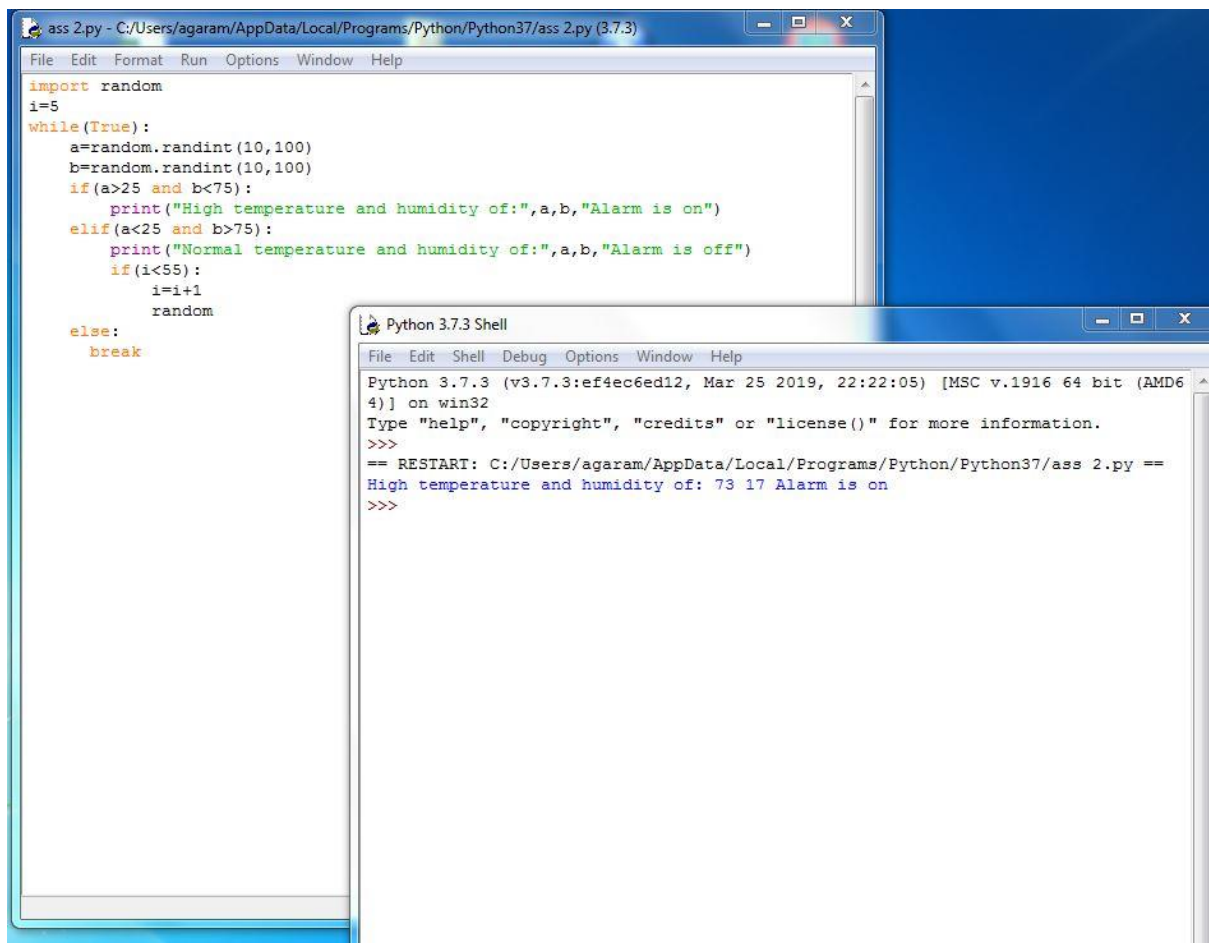 ass 2.py - C:/Users/agaram/AppData/Local/Programs/Python/Python37/ass 2.py (3.7.3)
File Edit Format Run Options Window Help
import random
i=5
while(True):
    a=random.randint(10,100)
    b=random.randint(10,100)
    if(a>25 and b<75):
        print("High temperature and humidity of:",a,b,"Alarm is on")
    elif(a<25 and b>75):
        print("Normal temperature and humidity of:",a,b,"Alarm is off")
        if(i<55):
            i=i+1
            random
    else:
      break
Python 3.7.3 Shell
File Edit Shell Debug Options Window Help
Python 3.7.3 (v3.7.3:ef4ec6ed12, Mar 25 2019, 22:22:05) [MSC v.1916 64 bit (AMD6
4)] on win32
Type "help", "copyright", "credits" or "license()" for more information.
>>>
== RESTART: C:/Users/agaram/AppData/Local/Programs/Python/Python37/ass 2.py ==
High temperature and humidity of: 73 17 Alarm is on
>>>